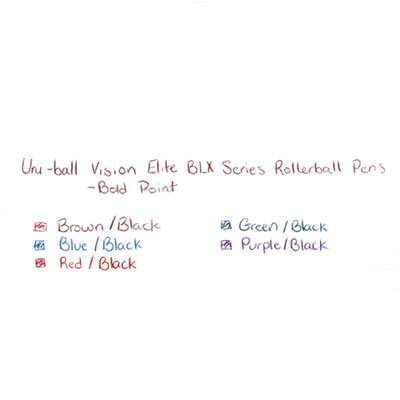 Uni-ball Vision Elite BLX Series Rollerball Pens
-Bold Point
Brown/Black
Blue/Black
Red/Black
Green/Black
Purple/Black